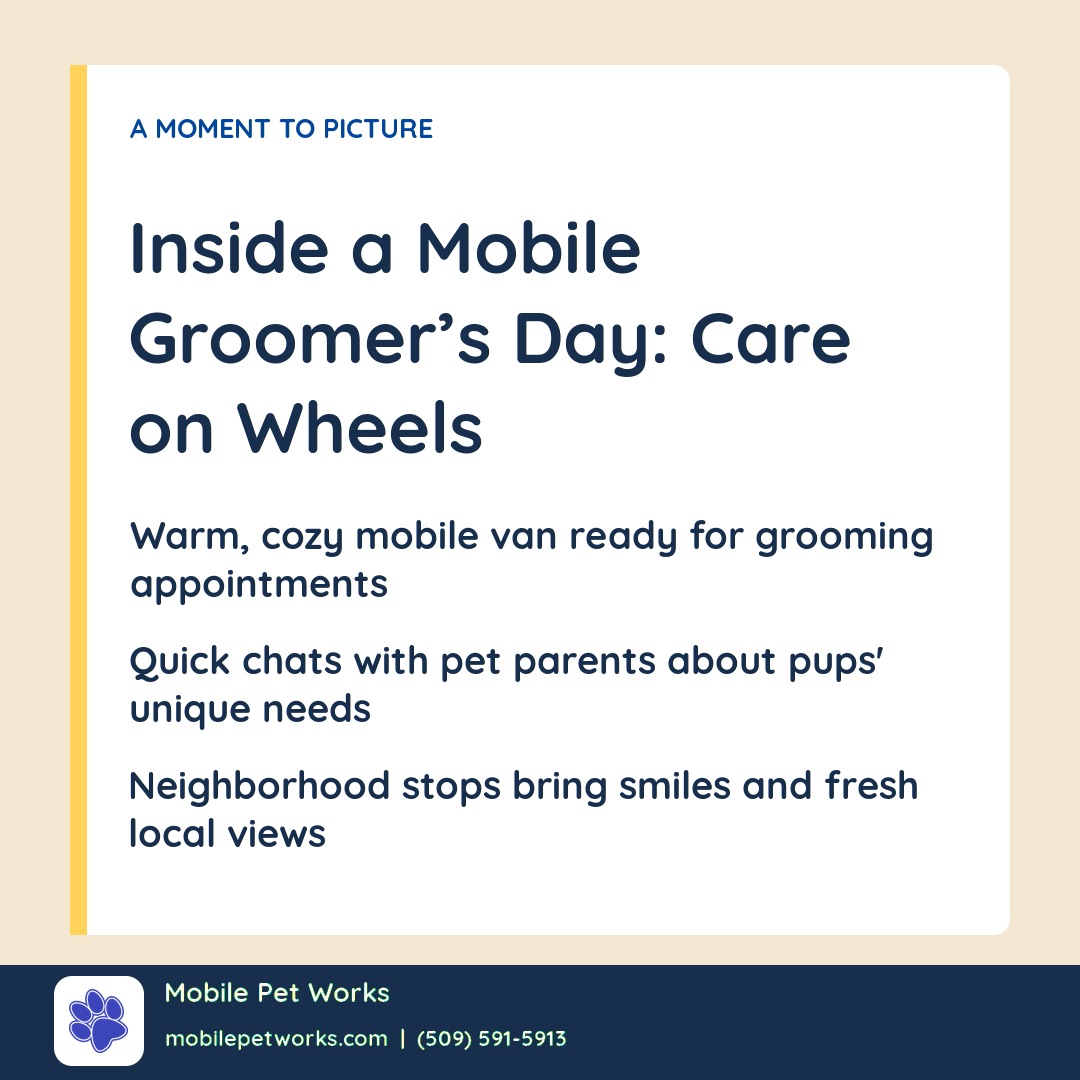 A MOMENT TO PICTURE
Inside a Mobile
Groomer’s Day: Care
on Wheels
Warm, cozy mobile van ready for grooming
appointments
Quick chats with pet parents about pups'
unique needs
Neighborhood stops bring smiles and fresh
local views
Mobile Pet Works
mobilepetworks.com | (509) 591-5913